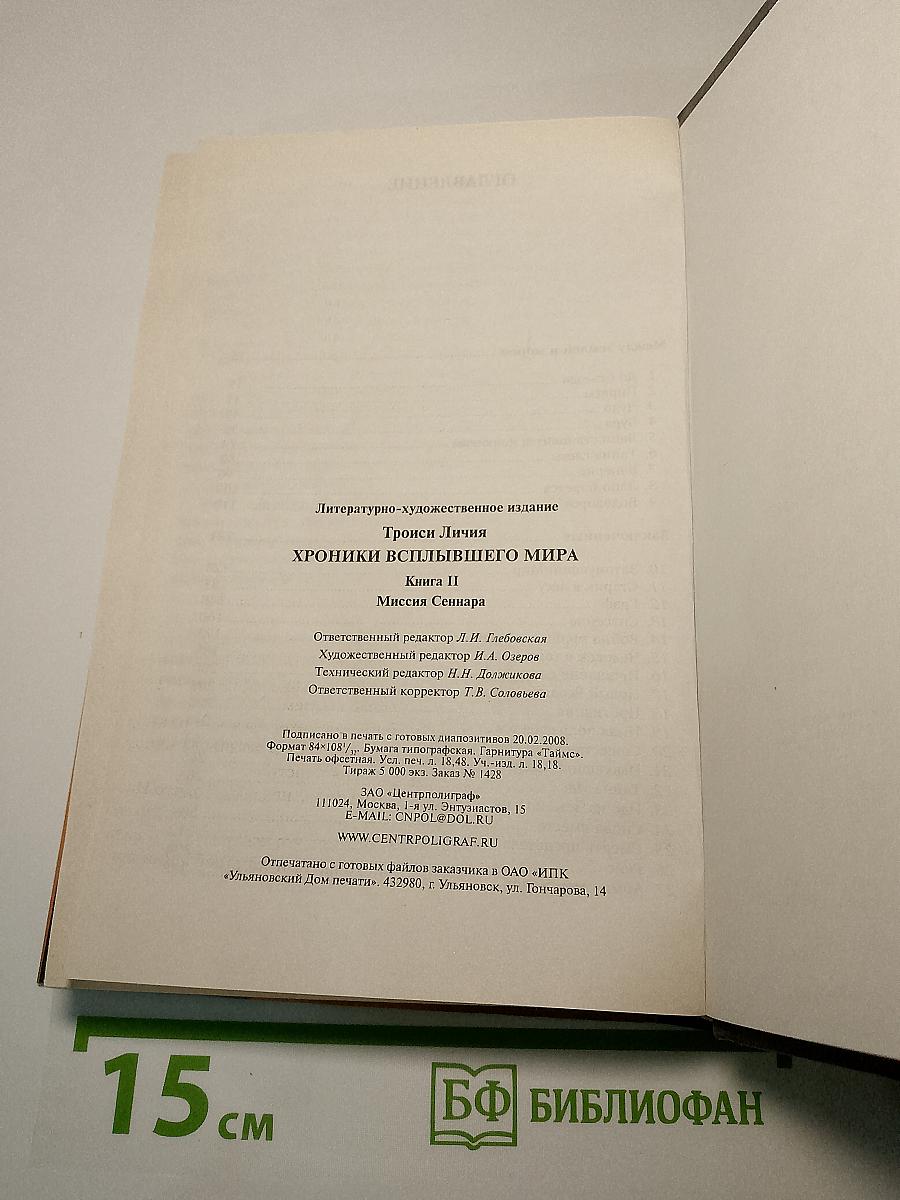 Литературно-художественное издание
Троиси Личия
ХРОНИКИ ВСПЛЫВШЕГО МИРА
Книга II
Миссия Сеннара
Ответственный редактор Л.И. Глебовская
Художественный редактор И.А. Озеров
Технический редактор Н.Н. Должикова
Ответственный корректор Т.В. Соловьева
Подписано в печать с готовых диапозитивов 20.02.2008.
Формат 84×108¹/₃₂. Бумага типографская. Гарнитура «Таймс».
Печать офсетная. Усл. печ. л. 18,48. Уч.-изд. л. 18,18.
Тираж 5 000 экз. Заказ № 1428
ЗАО «Центрполиграф»
111024, Москва, 1-я ул. Энтузиастов, 15
E-MAIL: CNPOL@DOL.RU
WWW.CENTRPOLIGRAF.RU
Отпечатано с готовых файлов заказчика в ОАО «ИПК
«Ульяновский Дом печати». 432980, г. Ульяновск, ул. Гончарова, 14
15 см
БФ БИБЛИОФАН